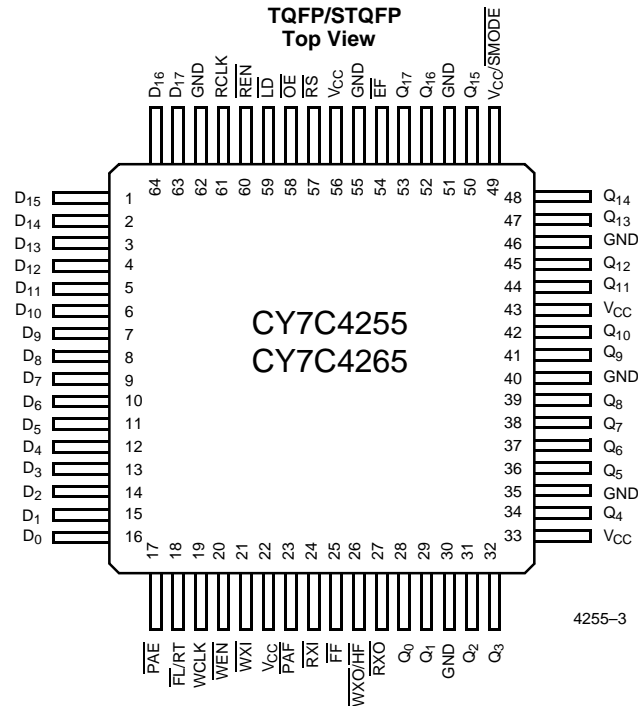 TQFP/STQFP
Top View
D16
D17
GND
RCLK
REN
LD
OE
RS
VCC
GND
EF
Q17
Q16
GND
Q15
VCC/SMODE
64 63 62 61 60 59 58 57 56 55 54 53 52 51 50 49
D15 1
D14 2
D13 3
D12 4
D11 5
D10 6
D9 7
D8 8
D7 9
D6 10
D5 11
D4 12
D3 13
D2 14
D1 15
D0 16
CY7C4255
CY7C4265
48 Q14
47 Q13
46 GND
45 Q12
44 Q11
43 VCC
42 Q10
41 Q9
40 GND
39 Q8
38 Q7
37 Q6
36 Q5
35 GND
34 Q4
33 VCC
17 18 19 20 21 22 23 24 25 26 27 28 29 30 31 32
PAE
FL/RT
WCLK
WEN
WXI
VCC
PAF
RXI
FF
WXO/HF
RXO
Q0
Q1
GND
Q2
Q3
4255–3